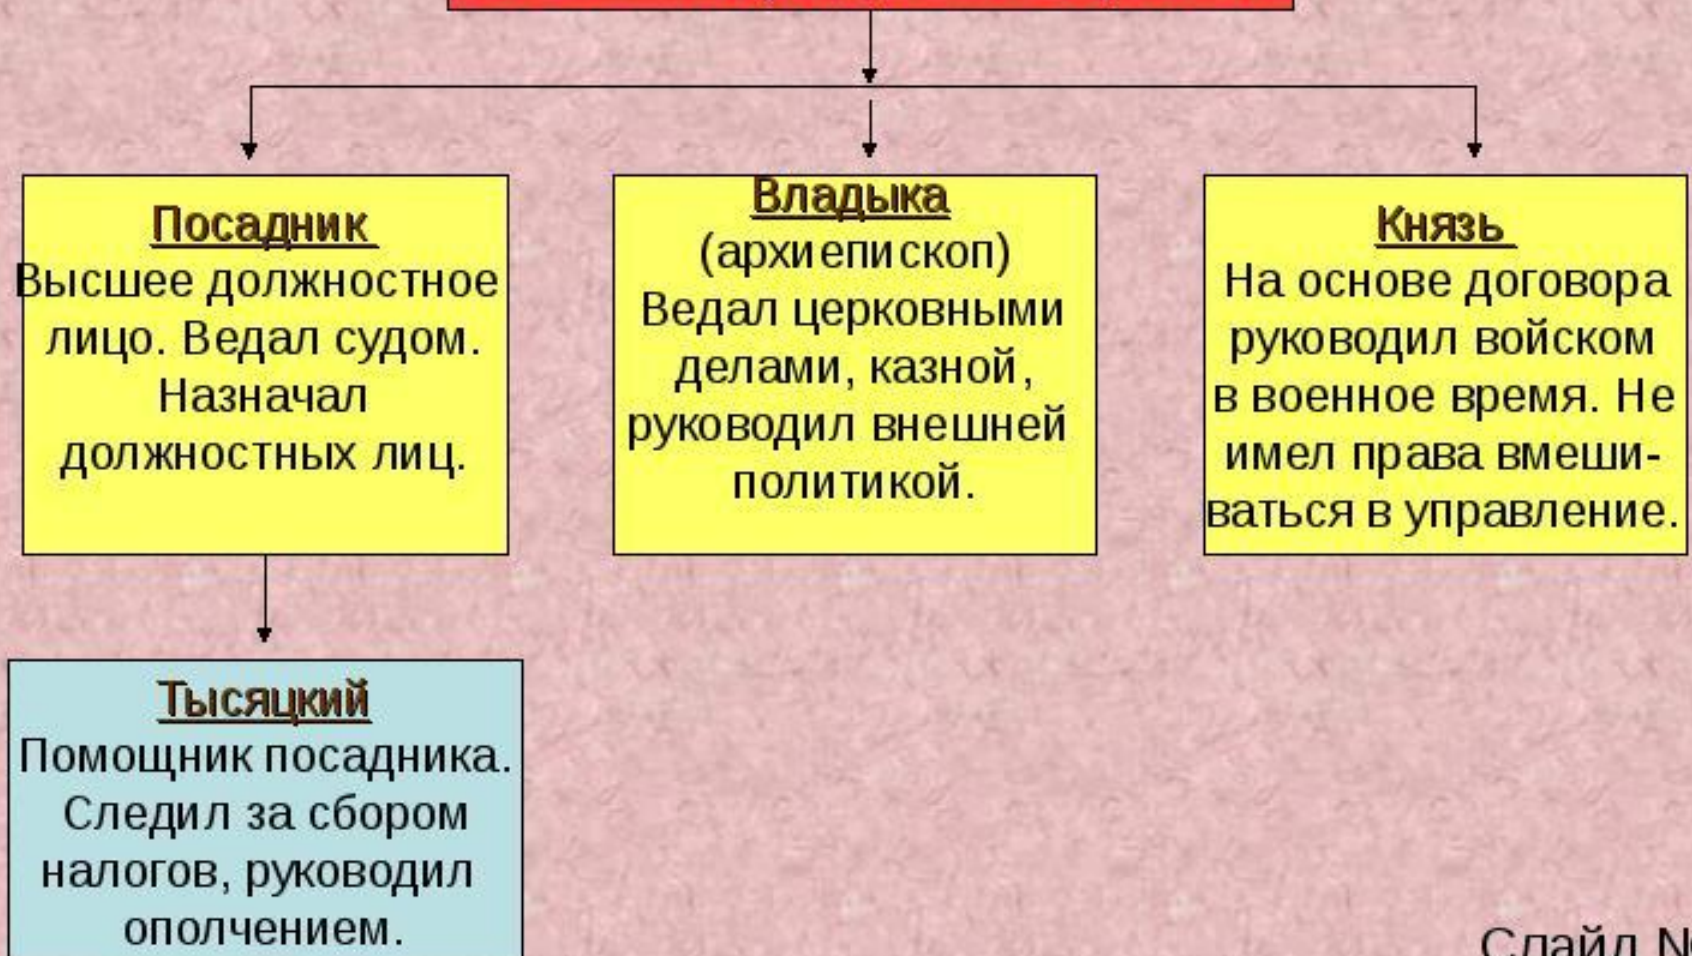 Посадник
Высшее должностное
лицо. Ведал судом.
Назначал
должностных лиц.
Владыка
(архиепископ)
Ведал церковными
делами, казной,
руководил внешней
политикой.
Князь
На основе договора
руководил войском
в военное время. Не
имел права вмеши-
ваться в управление.
Тысяцкий
Помощник посадника.
Следил за сбором
налогов, руководил
ополчением.
Слайд №